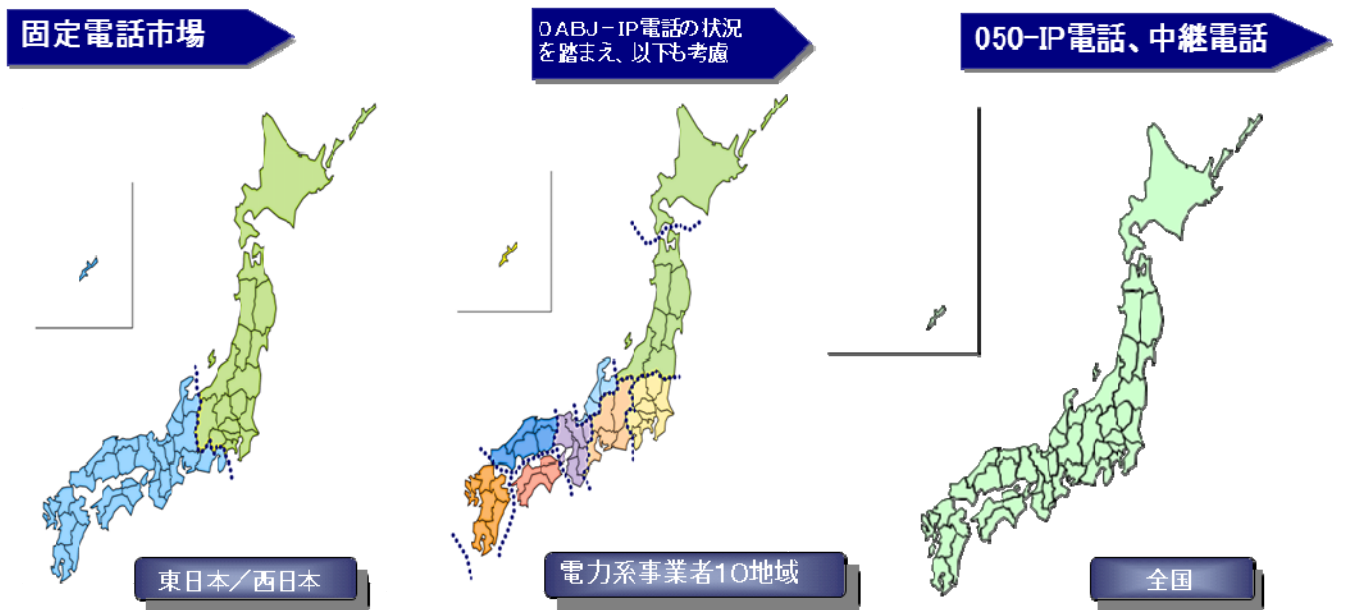 固定電話市場
0ABJ－IP電話の状況
を踏まえ、以下も考慮
050-IP電話、中継電話
東日本／西日本
電力系事業者10地域
全国